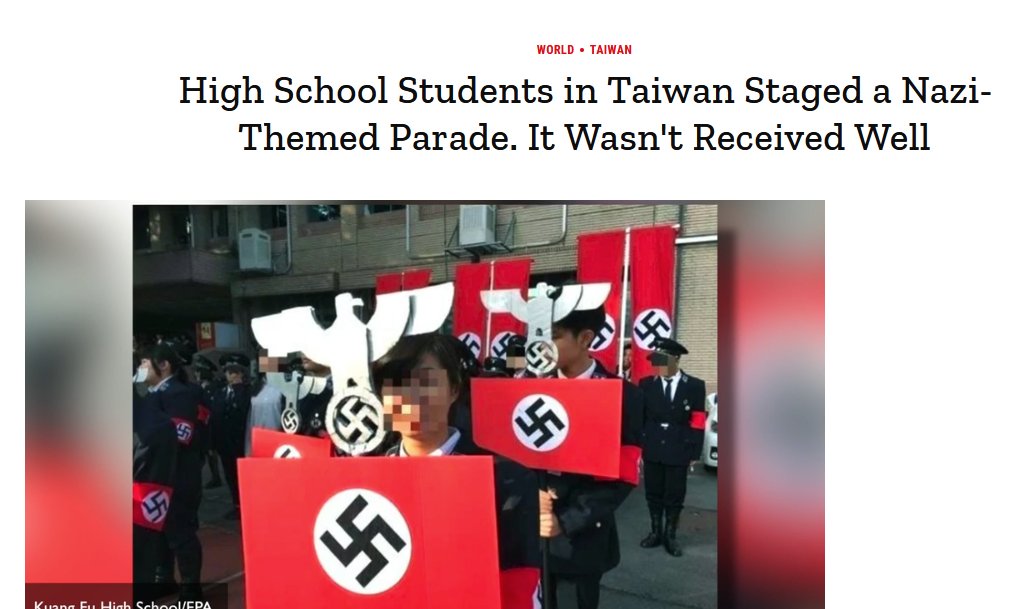 WORLD • TAIWAN
High School Students in Taiwan Staged a Nazi-
Themed Parade. It Wasn't Received Well
Kuang Fu High School/EPA